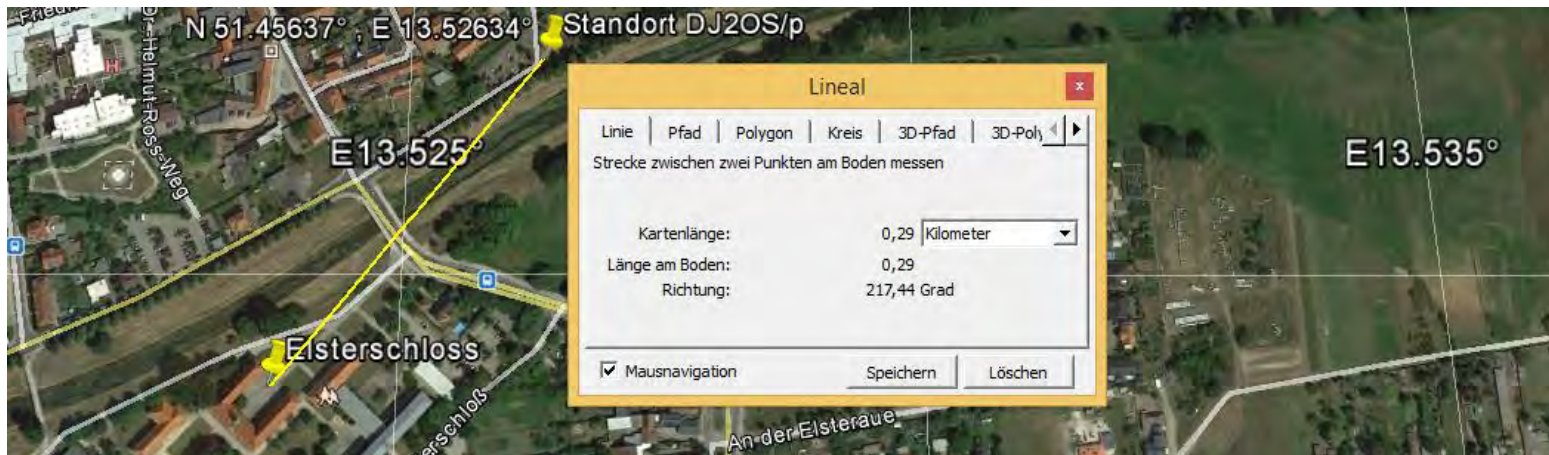 N 51.45637° , E 13.52634°
Standort DJ2OS/p
Dr.-Helmut-Ross-Weg
H
E13.525°
E13.535°
Elsterschloss
An der Elsteraue
Lineal
x
Linie Pfad Polygon Kreis 3D-Pfad 3D-Poly
Strecke zwischen zwei Punkten am Boden messen
Kartenlänge: 0,29 Kilometer
Länge am Boden: 0,29
Richtung: 217,44 Grad
Mausnavigation Speichern Löschen